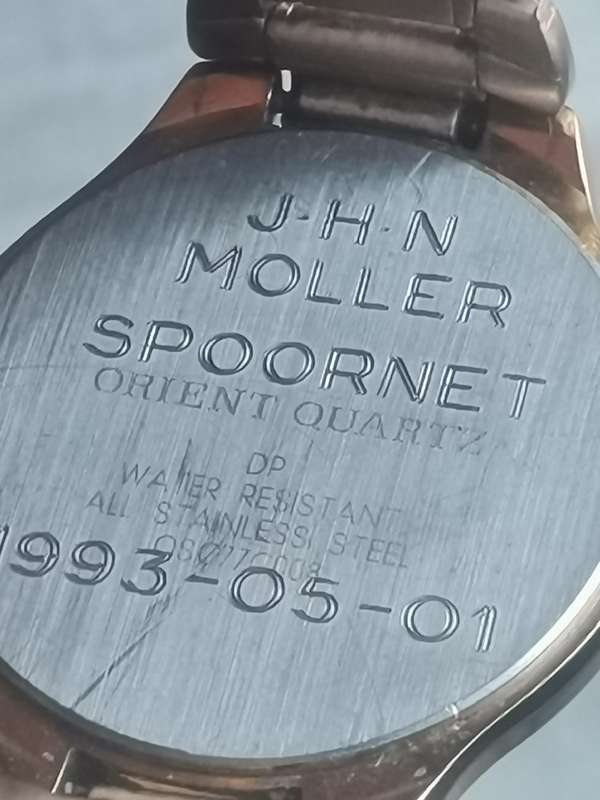 J·H·N
MOLLER
SPOORNET
ORIENT QUARTZ
DP
WATER RESISTANT
ALL STAINLESS STEEL
1993-05-01